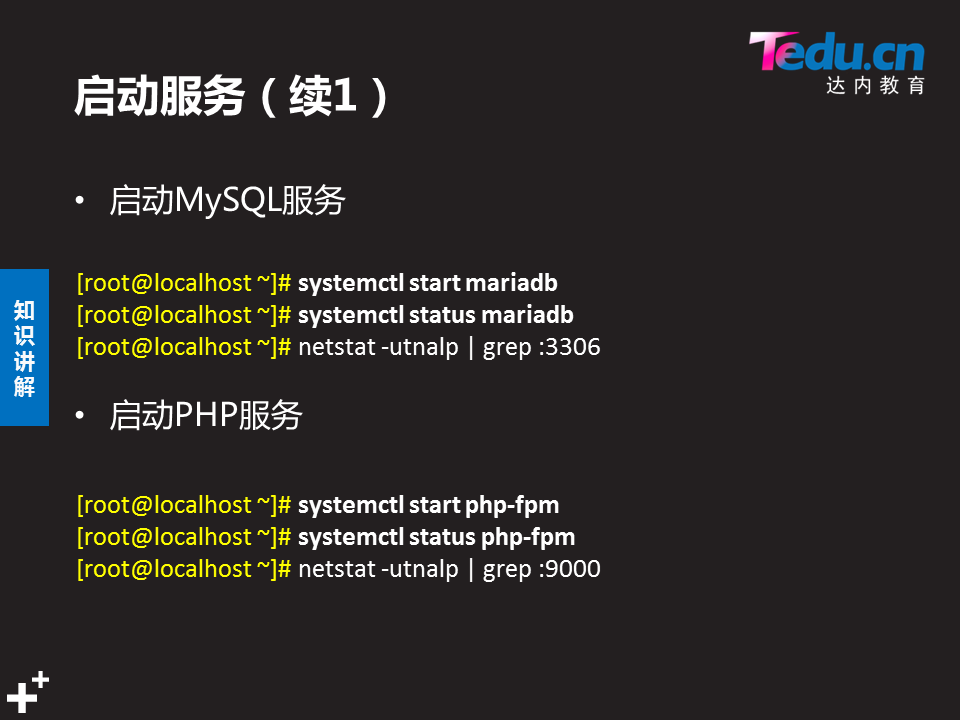 Tedu.cn
达内教育
启动服务（续1）
• 启动MySQL服务
[root@localhost ~]# systemctl start mariadb
[root@localhost ~]# systemctl status mariadb
[root@localhost ~]# netstat -utnalp | grep :3306
知识讲解
• 启动PHP服务
[root@localhost ~]# systemctl start php-fpm
[root@localhost ~]# systemctl status php-fpm
[root@localhost ~]# netstat -utnalp | grep :9000